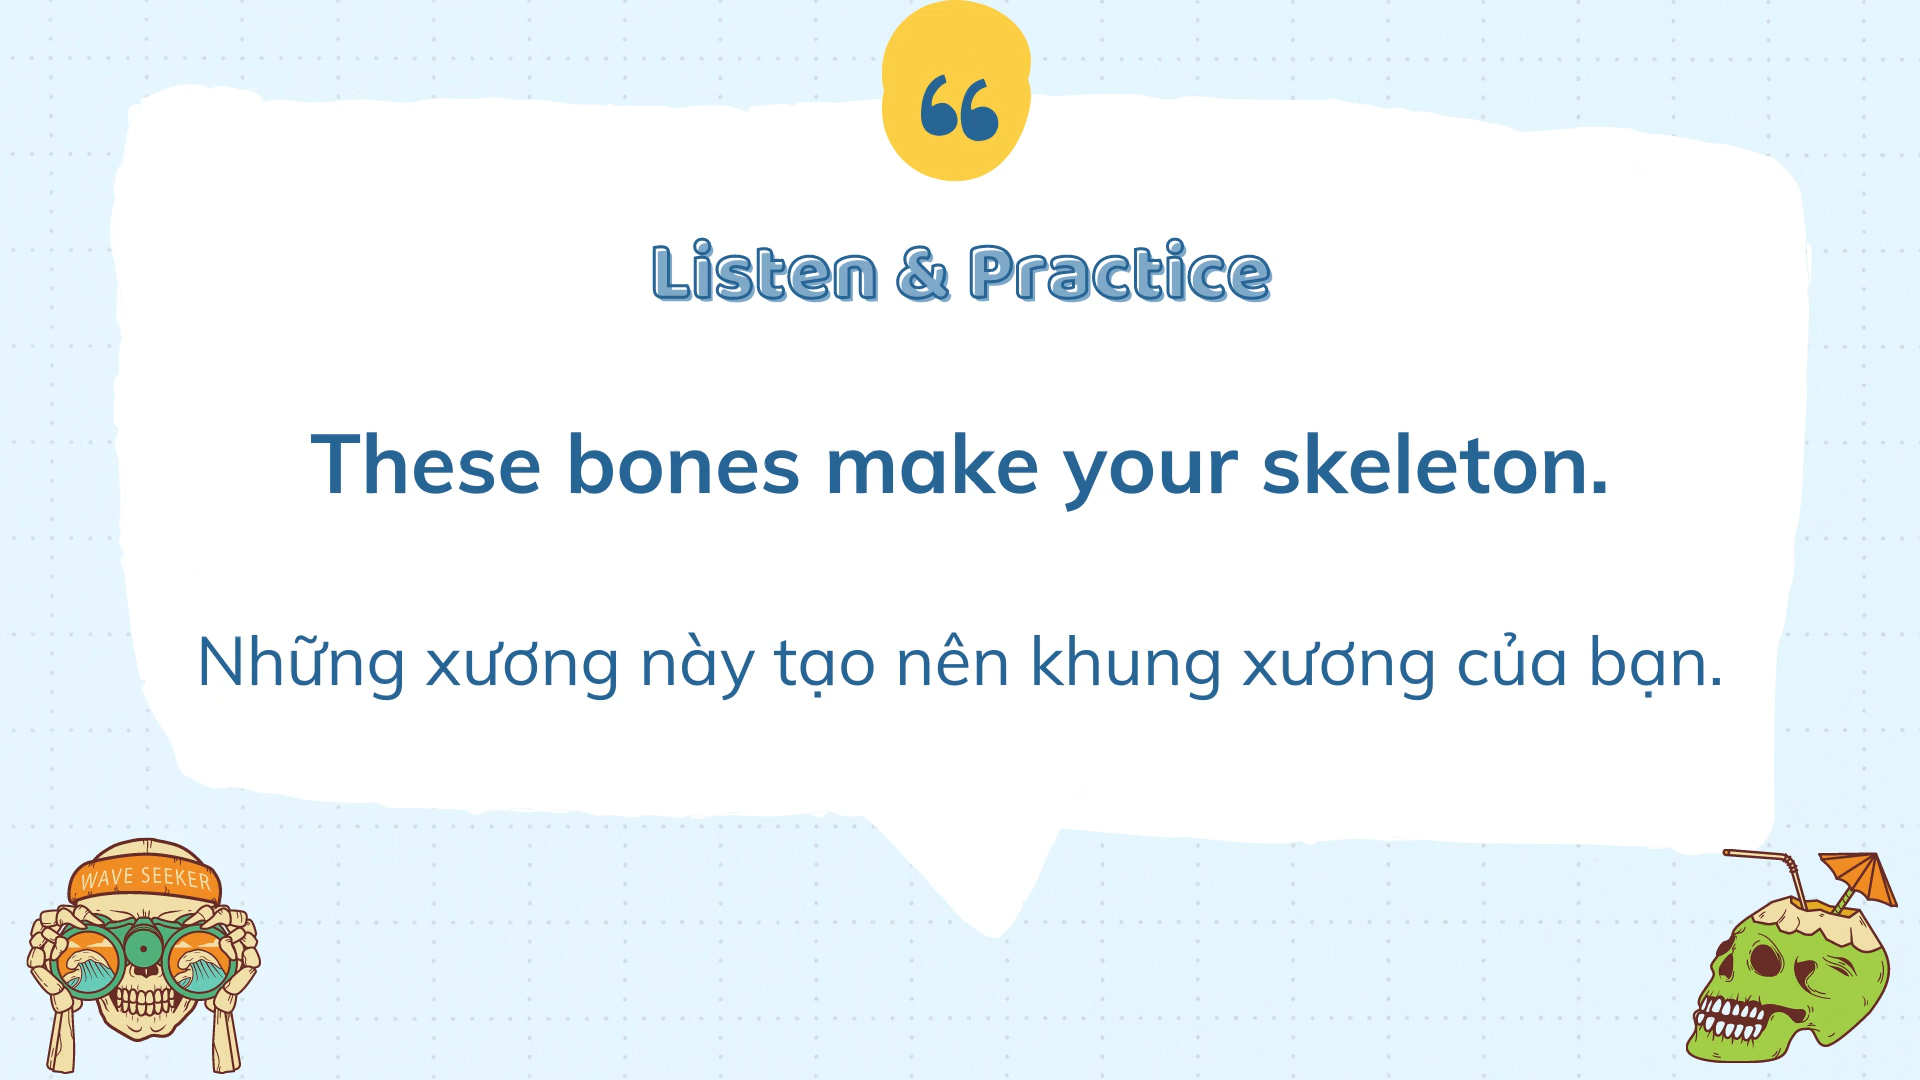 “
Listen & Practice
These bones make your skeleton.
Những xương này tạo nên khung xương của bạn.
WAVE SEEKER